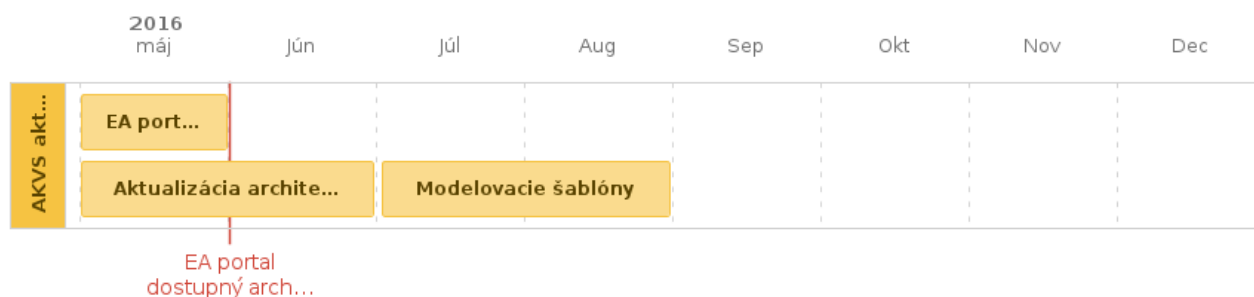 2016
máj
Jún
Júl
Aug
Sep
Okt
Nov
Dec
AKVS akt...
EA port...
Aktualizácia archite...
Modelovacie šablóny
EA portal
dostupný arch...